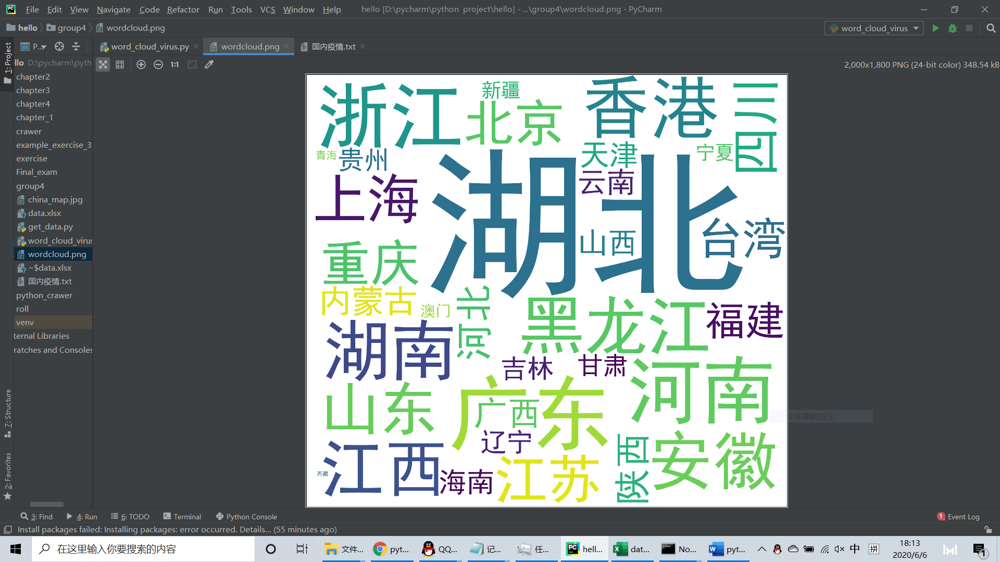 File Edit View Navigate Code Refactor Run Tools VCS Window Help
hello [D:\pycharm\python project\hello] - ...\group4\wordcloud.png - PyCharm
hello group4 wordcloud.png
word_cloud_virus
P.. word_cloud_virus.py wordcloud.png 国内疫情.txt
1: Project
llo D:\pycharm\pyth
2,000x1,800 PNG (24-bit color) 348.54 kB
1:1
chapter2
chapter3
chapter4
chapter_1
crawer
example_exercise_3
exercise
Final_exam
group4
china_map.jpg
data.xlsx
get_data.py
word_cloud_virus
wordcloud.png
~$data.xlsx
国内疫情.txt
python_crawer
roll
venv
ternal Libraries
ratches and Consoles
7: Structure
2: Favorites
浙江
新疆
北京
香港
四川
青海
贵州
天津
宁夏
上海
湖北
云南
山西
台湾
重庆
内蒙古
澳门
河北
黑龙江
福建
湖南
吉林
甘肃
河南
山东
广东
广西
辽宁
江西
西藏
海南
江苏
陕西
安徽
全屏幕截图(S)
3: Find 4: Run 6: TODO Terminal Python Console
1 Event Log
Install packages failed: Installing packages: error occurred. Details... (55 minutes ago)
在这里输入你要搜索的内容
文件... pyt... QQ... 记... 任... hell... dat... No... pyt...
中 拼
18:13
2020/6/6
1